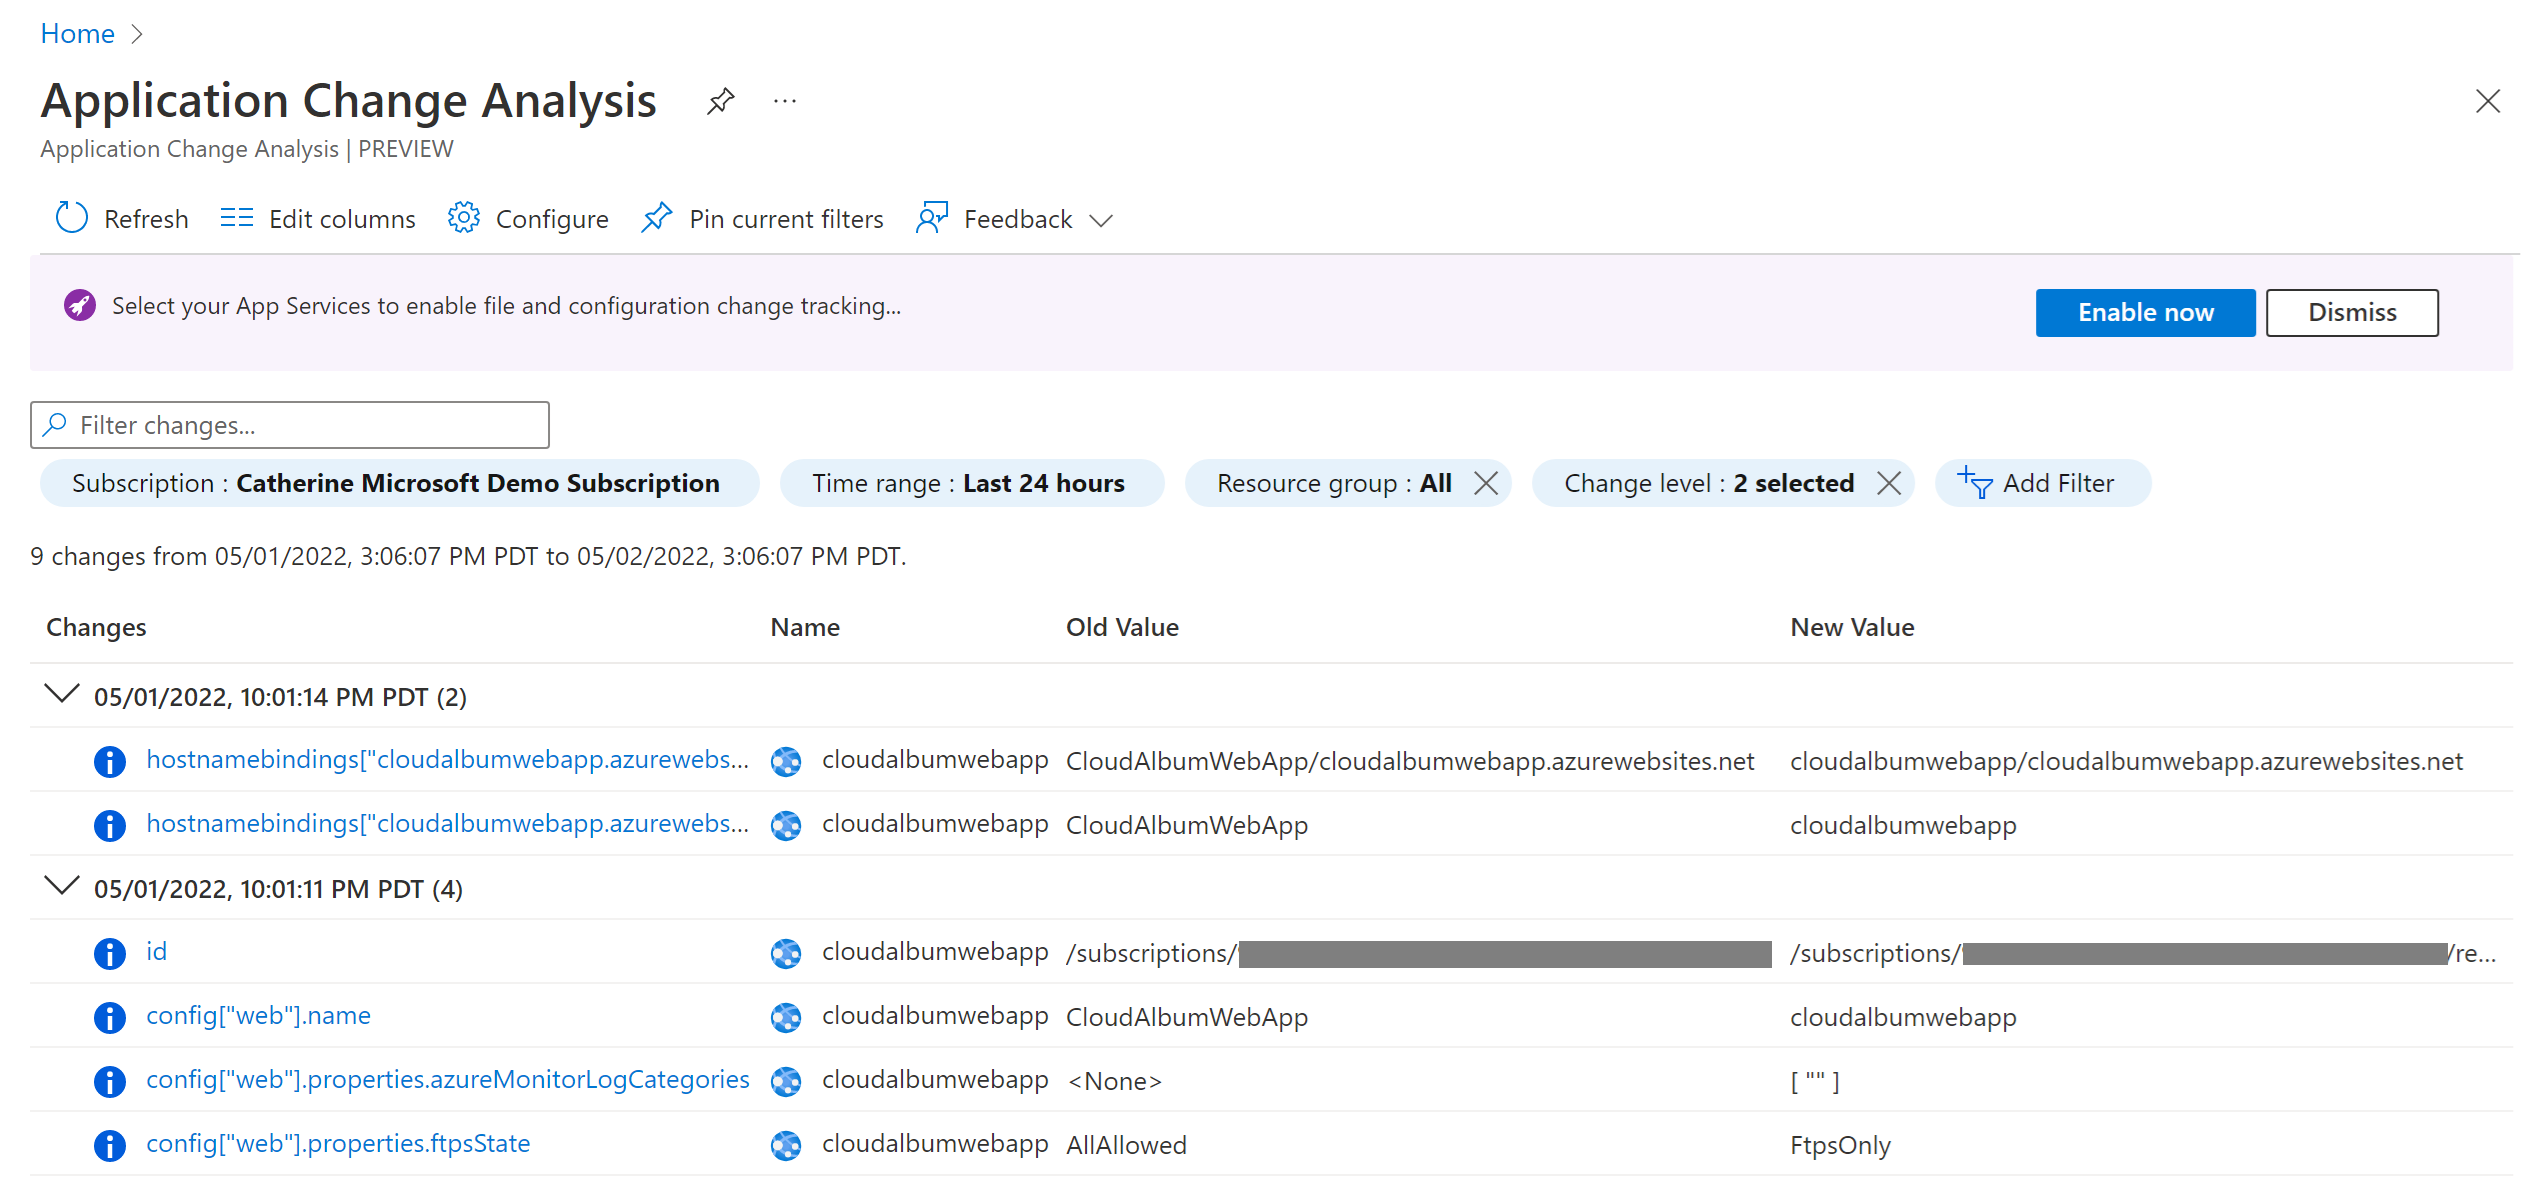 Home
Application Change Analysis ...
Application Change Analysis | PREVIEW
Refresh Edit columns Configure Pin current filters Feedback
Select your App Services to enable file and configuration change tracking... Enable now Dismiss
Filter changes...
Subscription : Catherine Microsoft Demo Subscription Time range : Last 24 hours Resource group : All Change level : 2 selected Add Filter
9 changes from 05/01/2022, 3:06:07 PM PDT to 05/02/2022, 3:06:07 PM PDT.
Changes Name Old Value New Value
05/01/2022, 10:01:14 PM PDT (2)
hostnamebindings["cloudalbumwebapp.azurewebs... cloudalbumwebapp CloudAlbumWebApp/cloudalbumwebapp.azurewebsites.net cloudalbumwebapp/cloudalbumwebapp.azurewebsites.net
hostnamebindings["cloudalbumwebapp.azurewebs... cloudalbumwebapp CloudAlbumWebApp cloudalbumwebapp
05/01/2022, 10:01:11 PM PDT (4)
id cloudalbumwebapp /subscriptions/ /subscriptions/ /re...
config["web"].name cloudalbumwebapp CloudAlbumWebApp cloudalbumwebapp
config["web"].properties.azureMonitorLogCategories cloudalbumwebapp <None> [ "" ]
config["web"].properties.ftpsState cloudalbumwebapp AllAllowed FtpsOnly